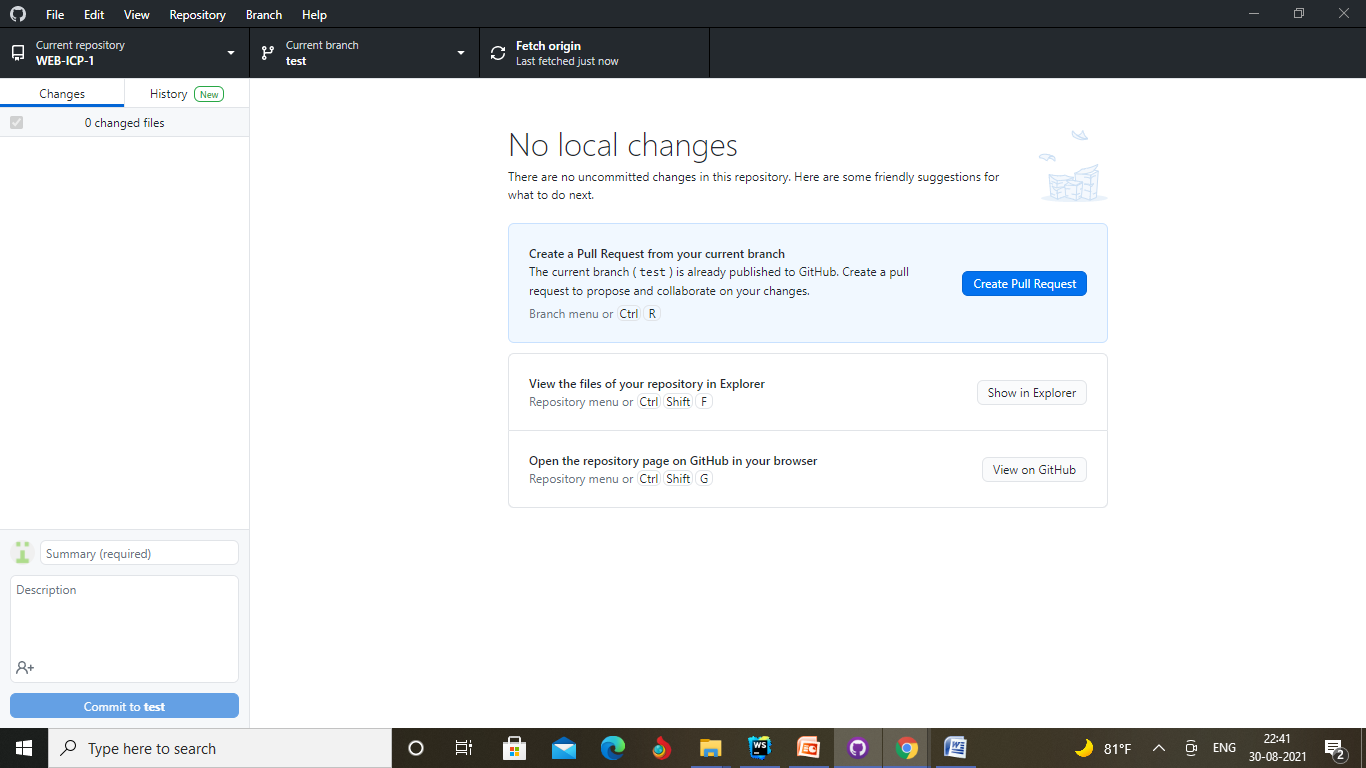 File Edit View Repository Branch Help
Current repository
WEB-ICP-1
Current branch
test
Fetch origin
Last fetched just now
Changes
History New
0 changed files
No local changes
There are no uncommitted changes in this repository. Here are some friendly suggestions for
what to do next.
Create a Pull Request from your current branch
The current branch ( test ) is already published to GitHub. Create a pull
request to propose and collaborate on your changes.
Branch menu or Ctrl R
Create Pull Request
View the files of your repository in Explorer
Repository menu or Ctrl Shift F
Show in Explorer
Open the repository page on GitHub in your browser
Repository menu or Ctrl Shift G
View on GitHub
Summary (required)
Description
Commit to test
Type here to search
WS
81°F
ENG
22:41
30-08-2021
2